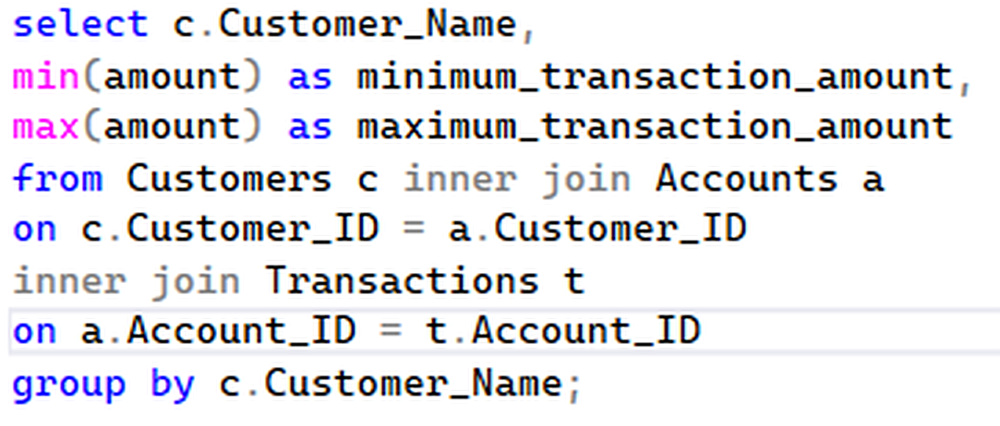 select c.Customer_Name,
min(amount) as minimum_transaction_amount,
max(amount) as maximum_transaction_amount
from Customers c inner join Accounts a
on c.Customer_ID = a.Customer_ID
inner join Transactions t
on a.Account_ID = t.Account_ID
group by c.Customer_Name;